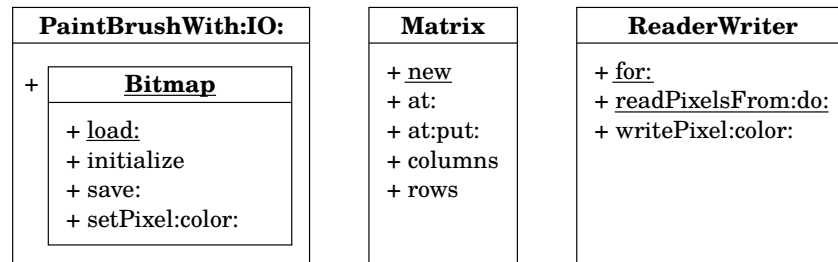 PaintBrushWith:IO:
+ Bitmap
+ load:
+ initialize
+ save:
+ setPixel:color:
Matrix
+ new
+ at:
+ at:put:
+ columns
+ rows
ReaderWriter
+ for:
+ readPixelsFrom:do:
+ writePixel:color: